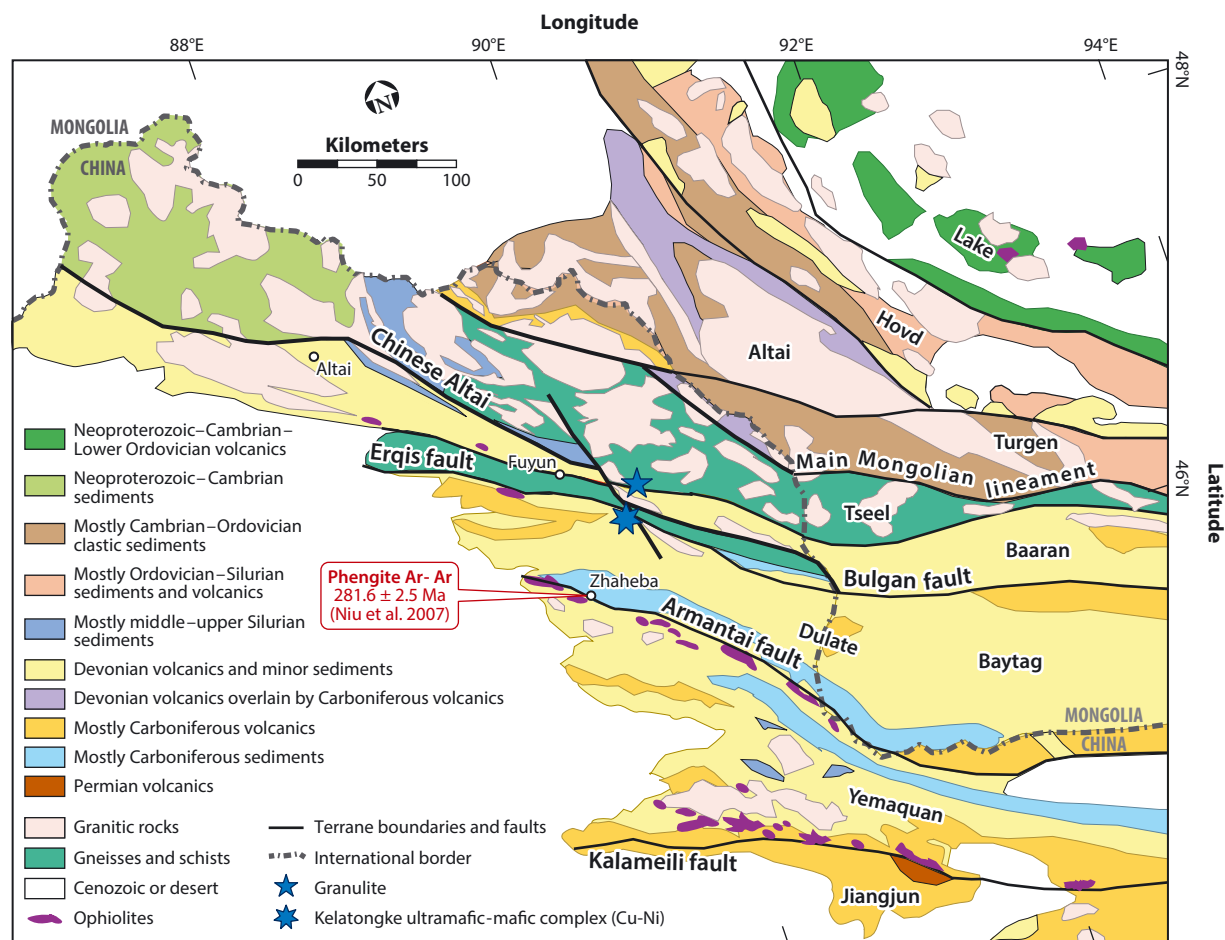 Longitude
88°E
90°E
92°E
94°E
48°N
N
MONGOLIA
CHINA
Kilometers
0
50
100
Lake
Hovd
Altai
Chinese Altai
Altai
Turgen
Main Mongolian lineament
46°N
Latitude
Erqis fault
Fuyun
Tseel
Baaran
Bulgan fault
Zhaheba
Phengite Ar- Ar
281.6 ± 2.5 Ma
(Niu et al. 2007)
Armantai fault
Dulate
Baytag
MONGOLIA
CHINA
Yemaquan
Kalameili fault
Jiangjun
Neoproterozoic–Cambrian–
Lower Ordovician volcanics
Neoproterozoic–Cambrian
sediments
Mostly Cambrian–Ordovician
clastic sediments
Mostly Ordovician–Silurian
sediments and volcanics
Mostly middle–upper Silurian
sediments
Devonian volcanics and minor sediments
Devonian volcanics overlain by Carboniferous volcanics
Mostly Carboniferous volcanics
Mostly Carboniferous sediments
Permian volcanics
Granitic rocks
Gneisses and schists
Cenozoic or desert
Ophiolites
Terrane boundaries and faults
International border
Granulite
Kelatongke ultramafic-mafic complex (Cu-Ni)